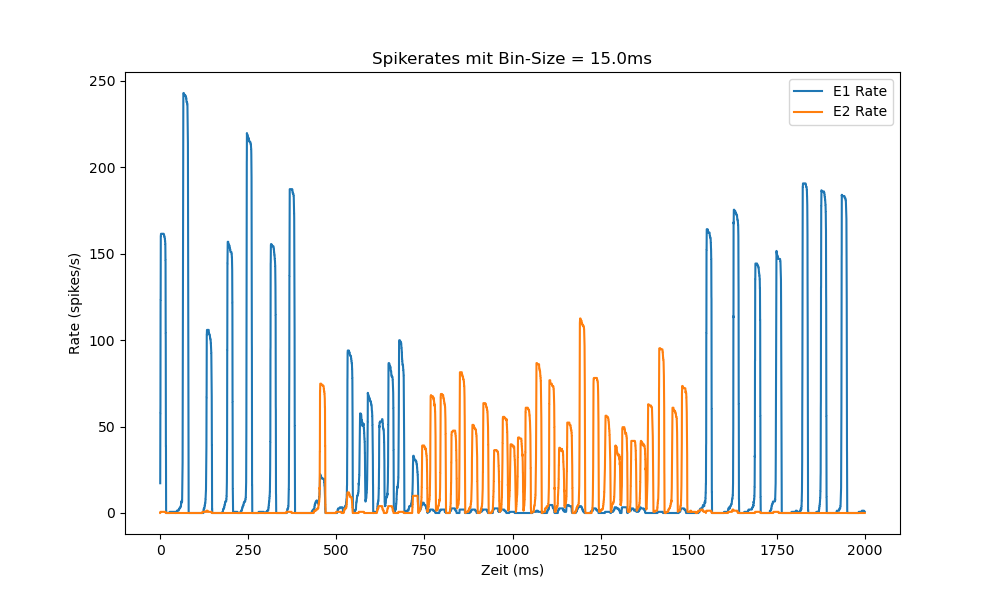 Spikerates mit Bin-Size = 15.0ms
E1 Rate
E2 Rate
250
200
150
100
50
0
Rate (spikes/s)
0 250 500 750 1000 1250 1500 1750 2000
Zeit (ms)